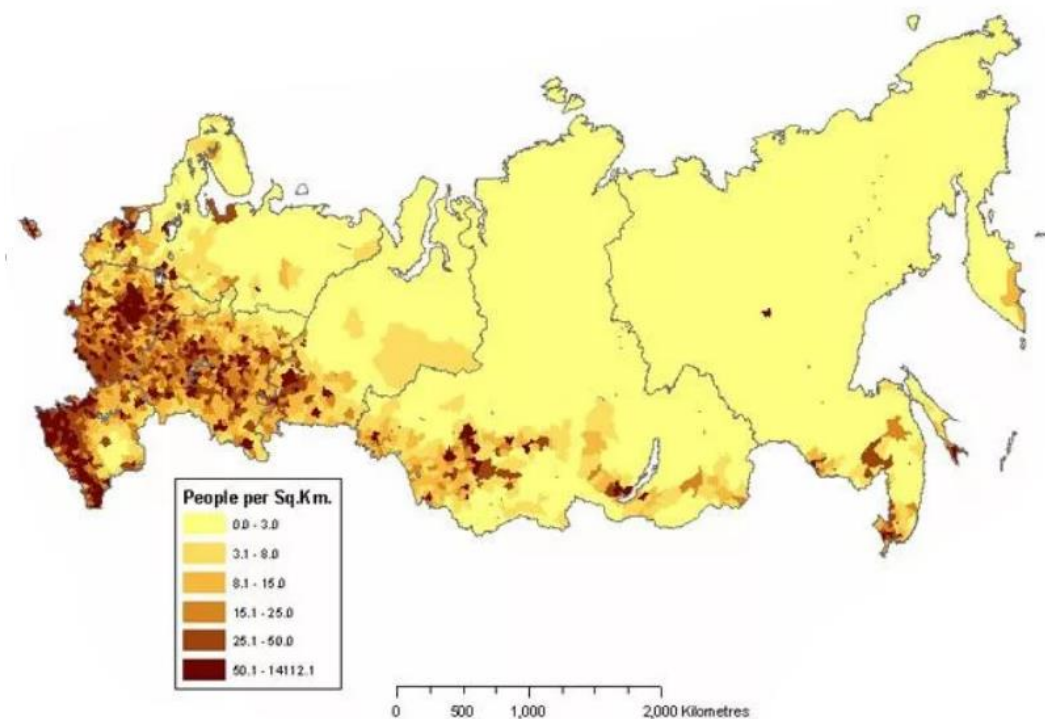 People per Sq.Km.
0.0 - 3.0
3.1 - 8.0
8.1 - 15.0
15.1 - 25.0
25.1 - 50.0
50.1 - 14112.1
0 500 1,000 2,000 Kilometres